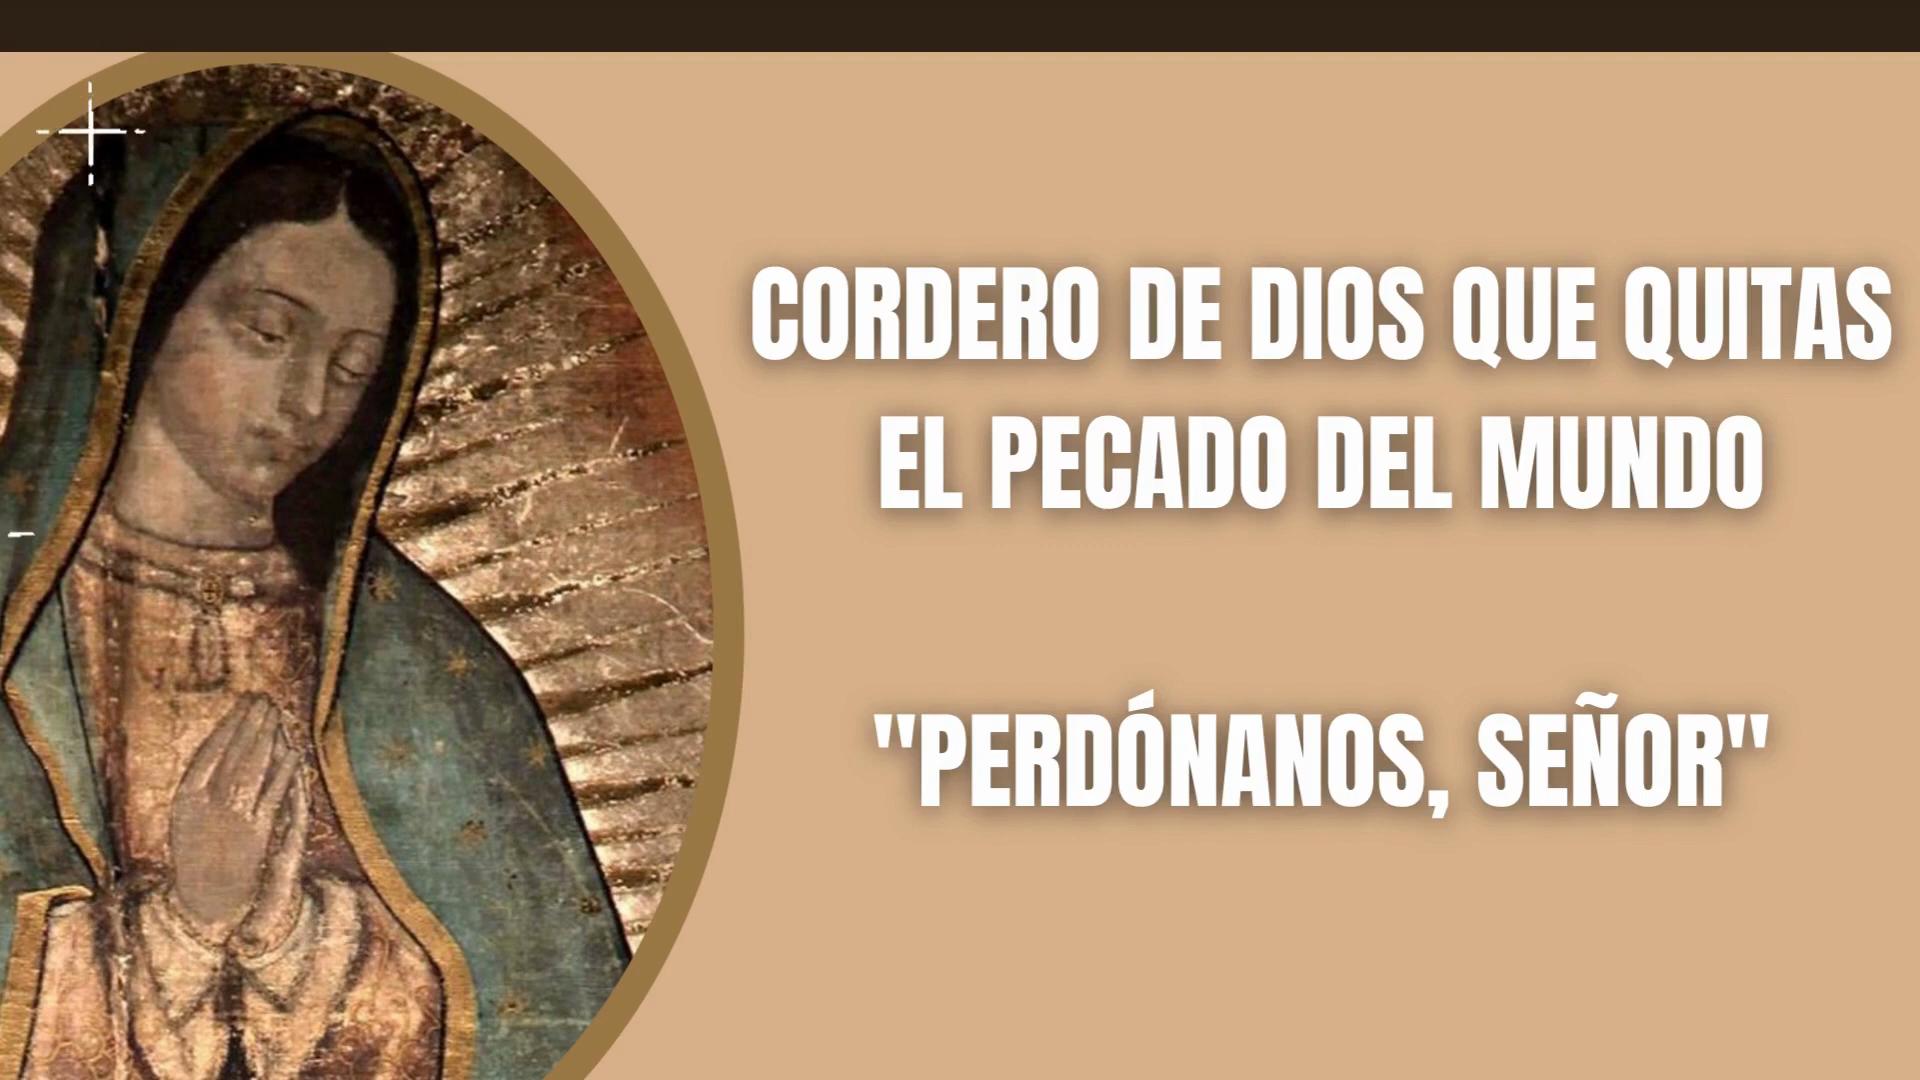 CORDERO DE DIOS QUE QUITAS
EL PECADO DEL MUNDO
"PERDÓNANOS, SEÑOR"